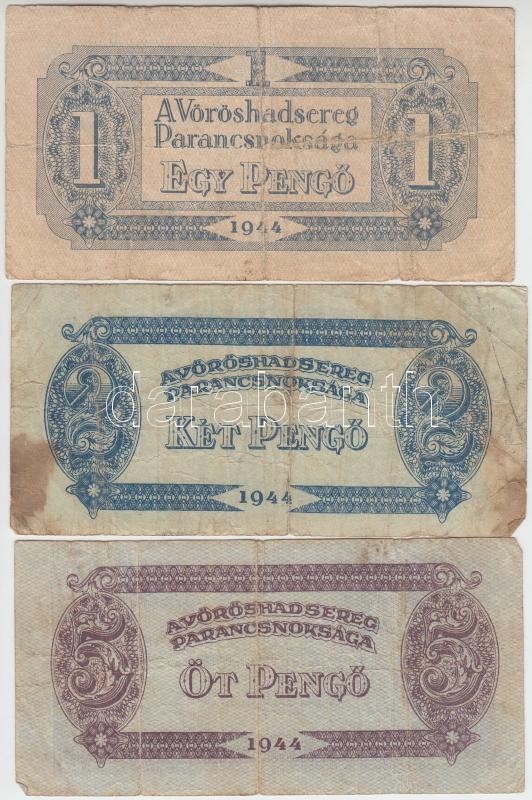 1
1
1
A Vöröshadsereg
Parancsnoksága
EGY PENGŐ
1944
2
2
A VÖRÖSHADSEREG
PARANCSNOKSÁGA
KÉT PENGŐ
1944
darabanth
5
5
A VÖRÖSHADSEREG
PARANCSNOKSÁGA
ÖT PENGŐ
1944